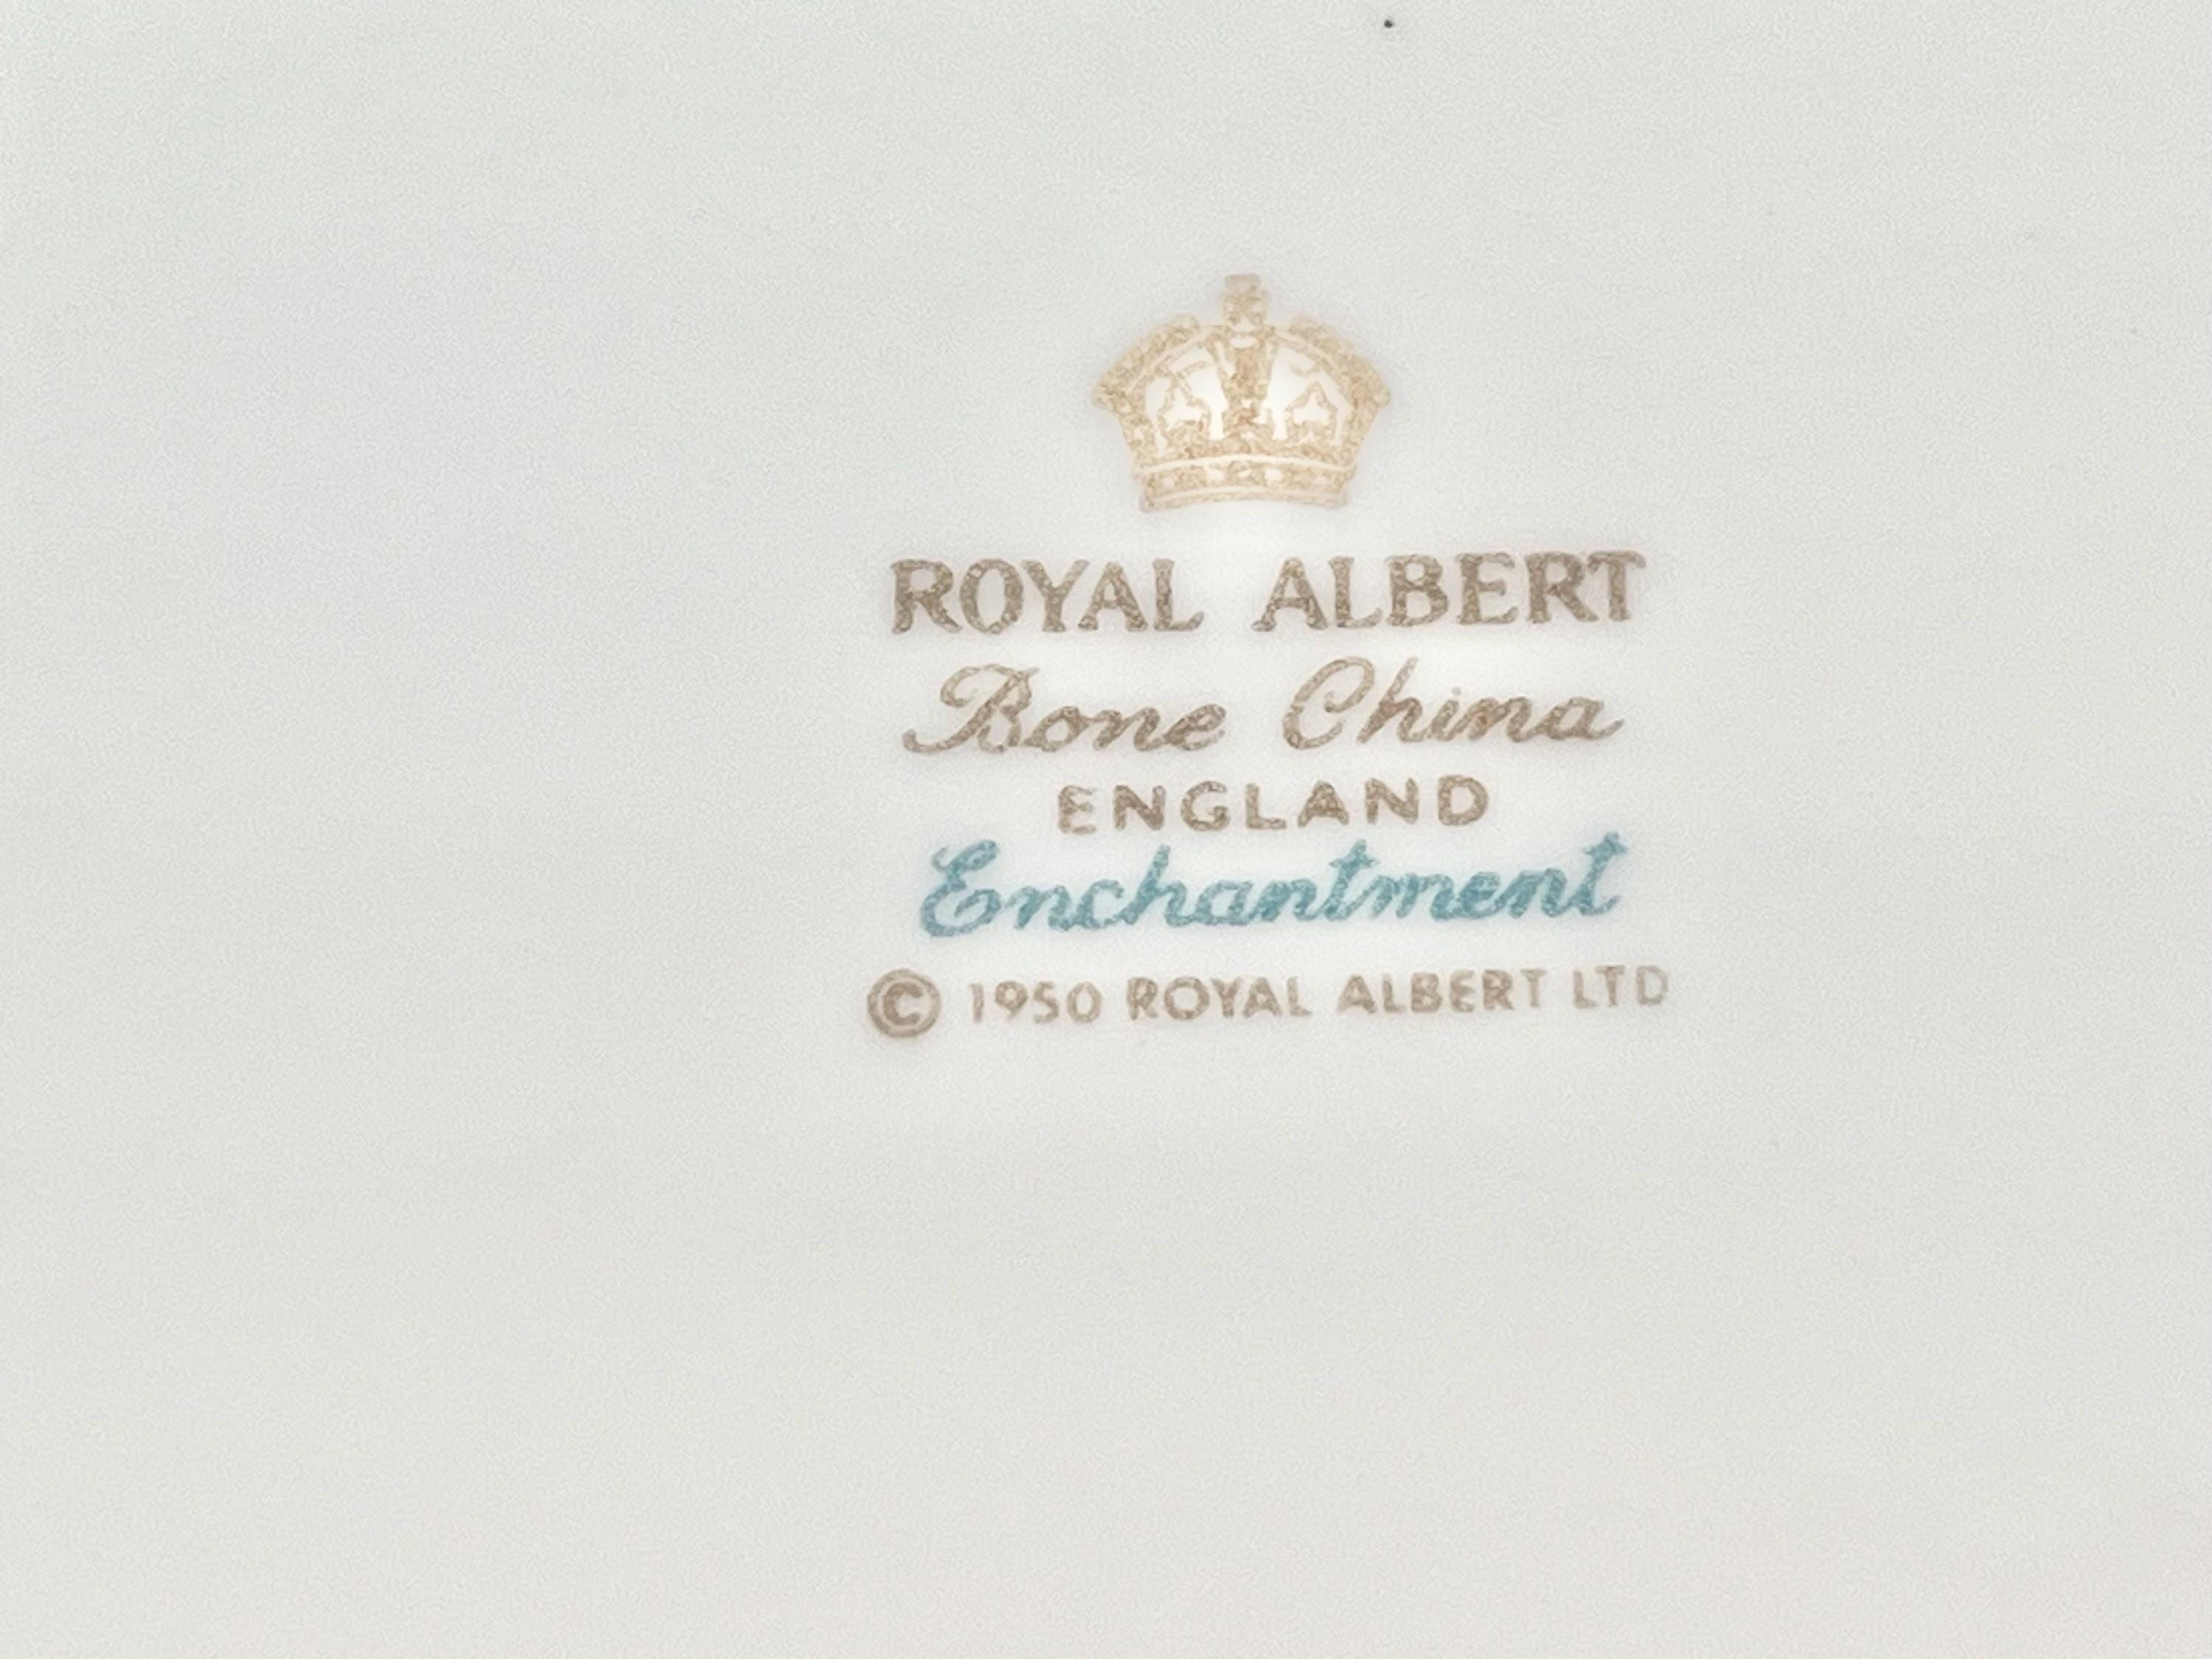 ROYAL ALBERT
Bone China
ENGLAND
Enchantment
© 1950 ROYAL ALBERT LTD